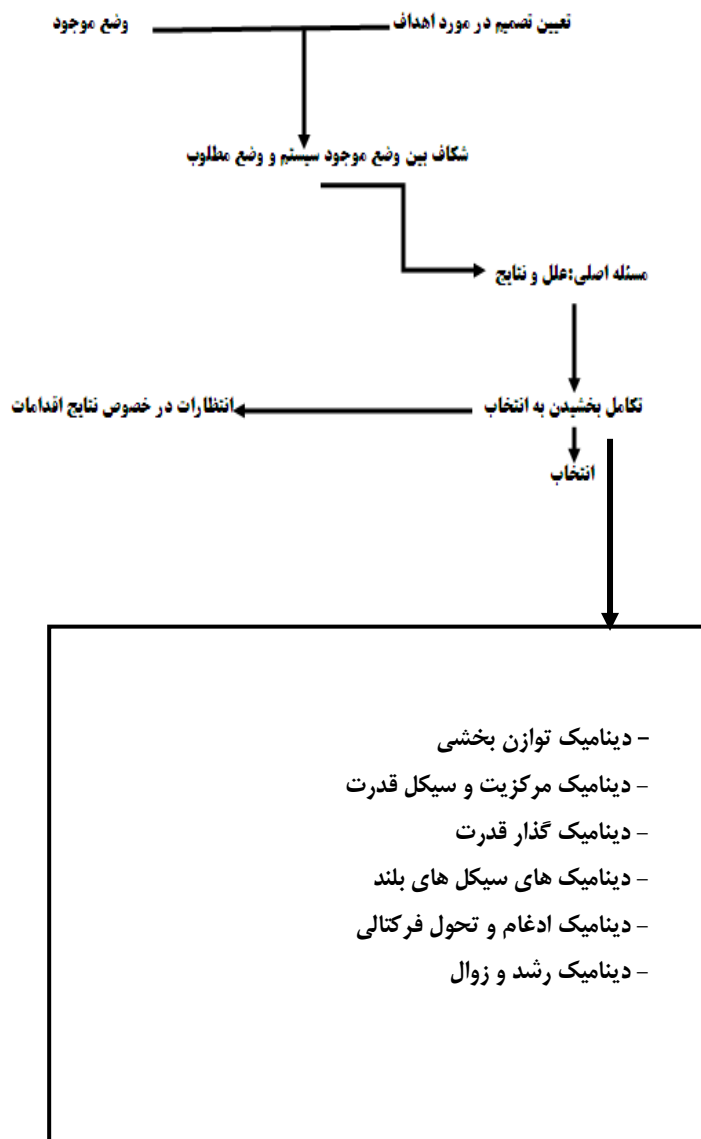 تعیین تصمیم در مورد اهداف
وضع موجود
شکاف بین وضع موجود سیستم و وضع مطلوب
مسئله اصلی:علل و نتایج
تکامل بخشیدن به انتخاب
انتظارات در خصوص نتایج اقدامات
انتخاب
- دینامیک توازن بخشی
- دینامیک مرکزیت و سیکل قدرت
- دینامیک گذار قدرت
- دینامیک های سیکل های بلند
- دینامیک ادغام و تحول فرکتالی
- دینامیک رشد و زوال